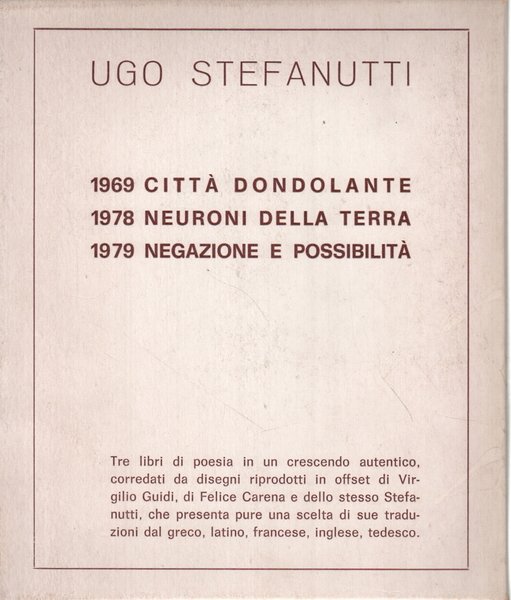 UGO STEFANUTTI
1969 CITTÀ DONDOLANTE
1978 NEURONI DELLA TERRA
1979 NEGAZIONE E POSSIBILITÀ
Tre libri di poesia in un crescendo autentico,
corredati da disegni riprodotti in offset di Vir-
gilio Guidi, di Felice Carena e dello stesso Stefa-
nutti, che presenta pure una scelta di sue tradu-
zioni dal greco, latino, francese, inglese, tedesco.